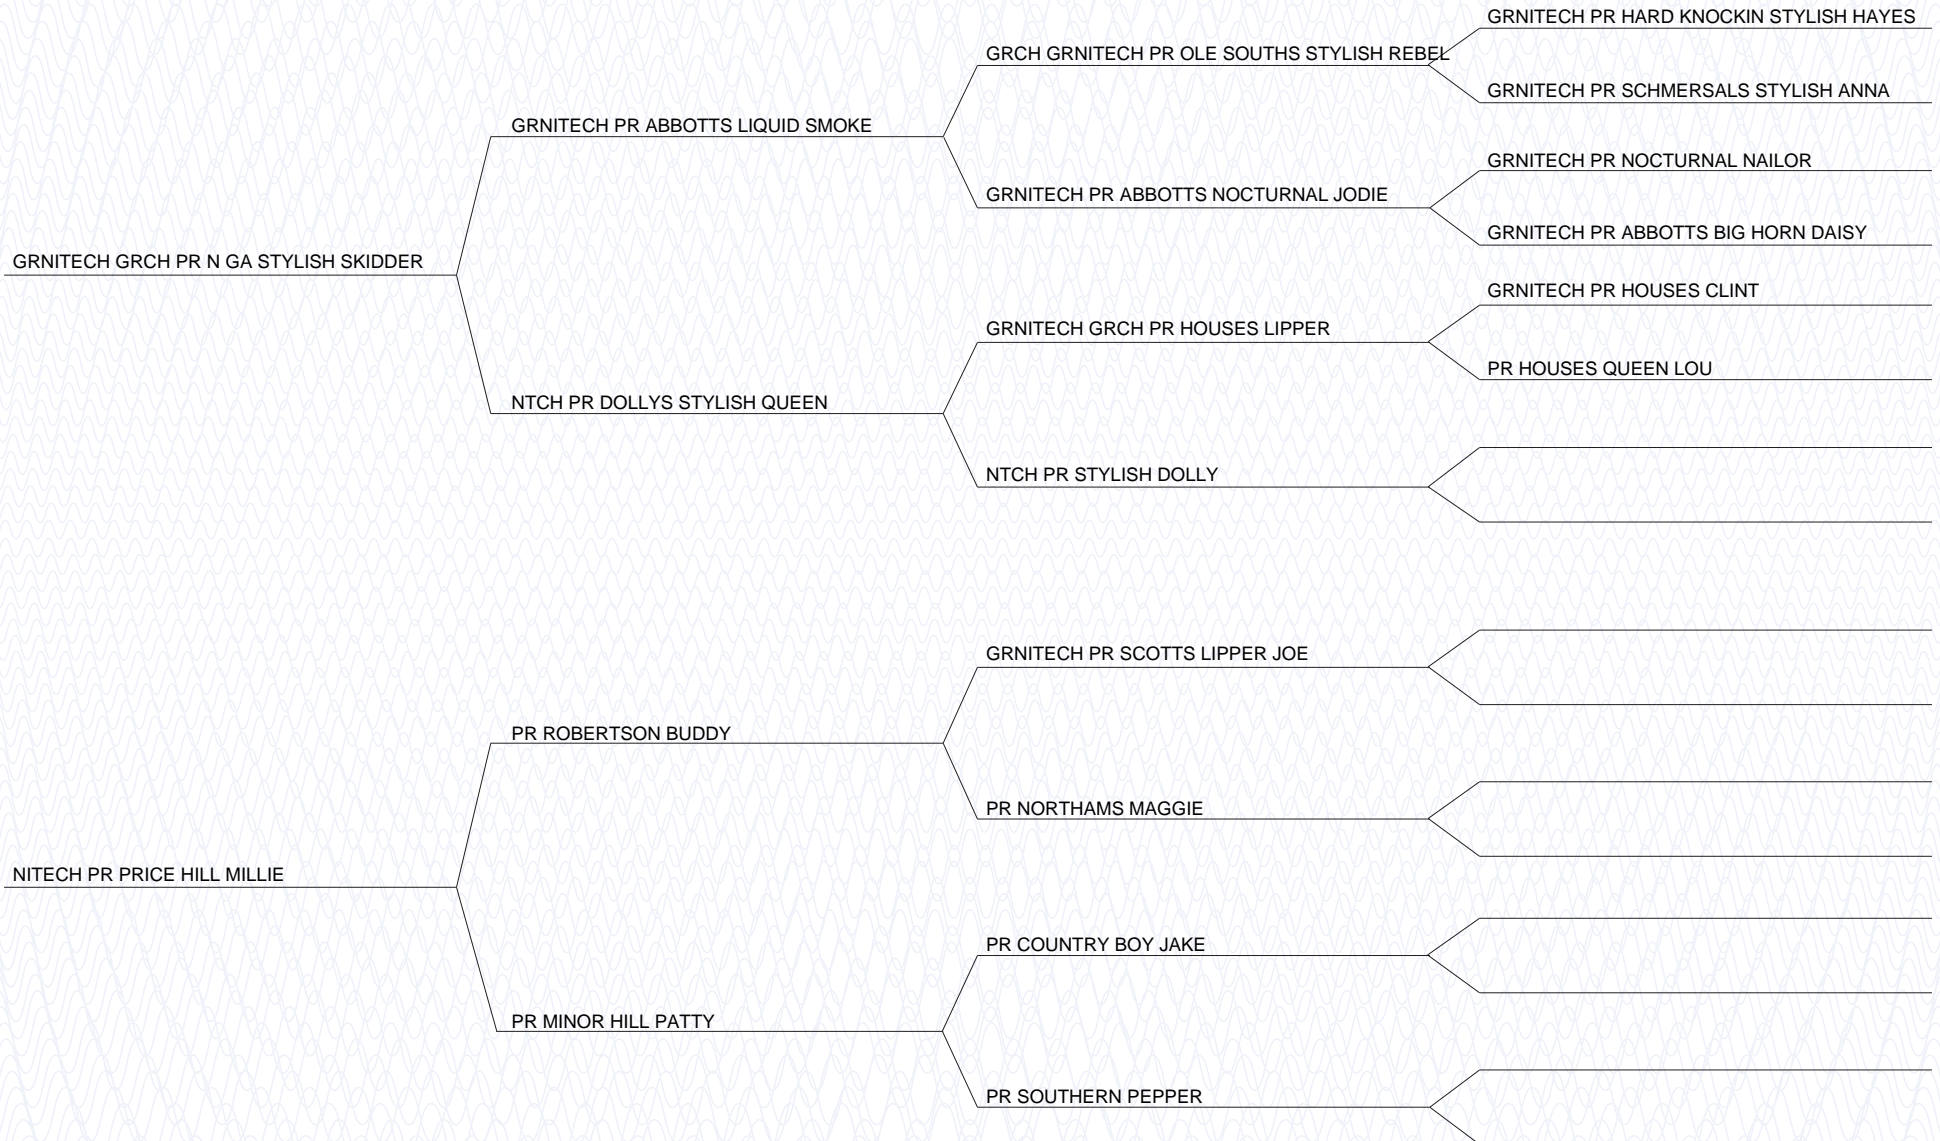 GRNITECH PR HARD KNOCKIN STYLISH HAYES
GRCH GRNITECH PR OLE SOUTHS STYLISH REBEL
GRNITECH PR SCHMERSALS STYLISH ANNA
GRNITECH PR ABBOTTS LIQUID SMOKE
GRNITECH PR NOCTURNAL NAILOR
GRNITECH PR ABBOTTS NOCTURNAL JODIE
GRNITECH PR ABBOTTS BIG HORN DAISY
GRNITECH GRCH PR N GA STYLISH SKIDDER
GRNITECH PR HOUSES CLINT
GRNITECH GRCH PR HOUSES LIPPER
PR HOUSES QUEEN LOU
NTCH PR DOLLYS STYLISH QUEEN
NTCH PR STYLISH DOLLY
GRNITECH PR SCOTTS LIPPER JOE
PR ROBERTSON BUDDY
PR NORTHAMS MAGGIE
NITECH PR PRICE HILL MILLIE
PR COUNTRY BOY JAKE
PR MINOR HILL PATTY
PR SOUTHERN PEPPER